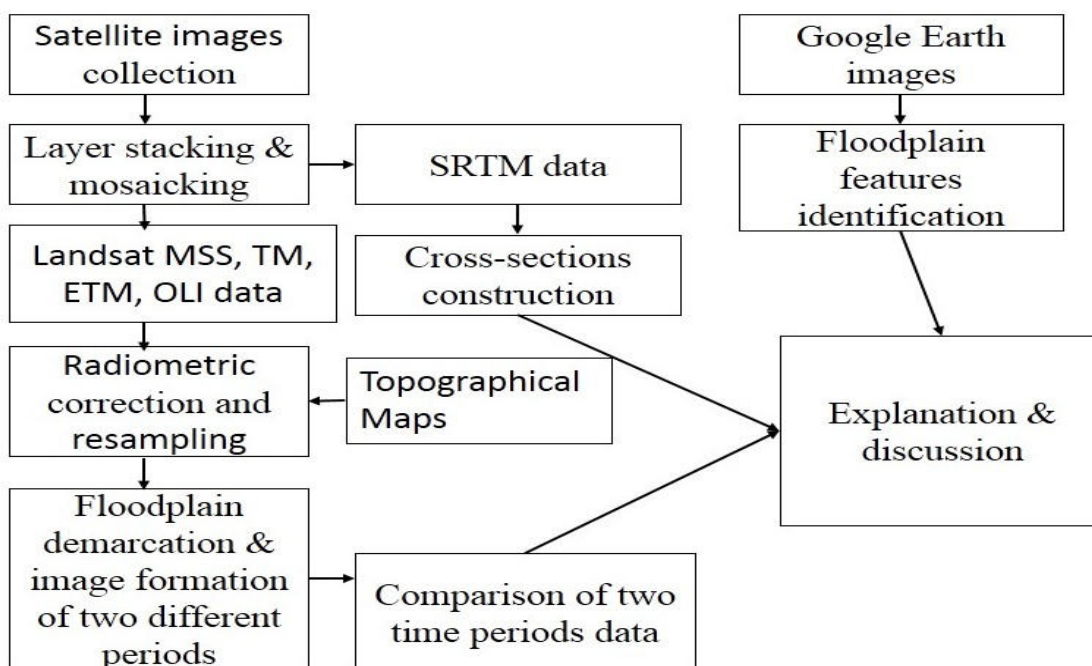 Satellite images
collection
Layer stacking &
mosaicking
Landsat MSS, TM,
ETM, OLI data
Radiometric
correction and
resampling
Floodplain
demarcation &
image formation
of two different
periods
SRTM data
Cross-sections
construction
Topographical
Maps
Comparison of two
time periods data
Google Earth
images
Floodplain
features
identification
Explanation &
discussion